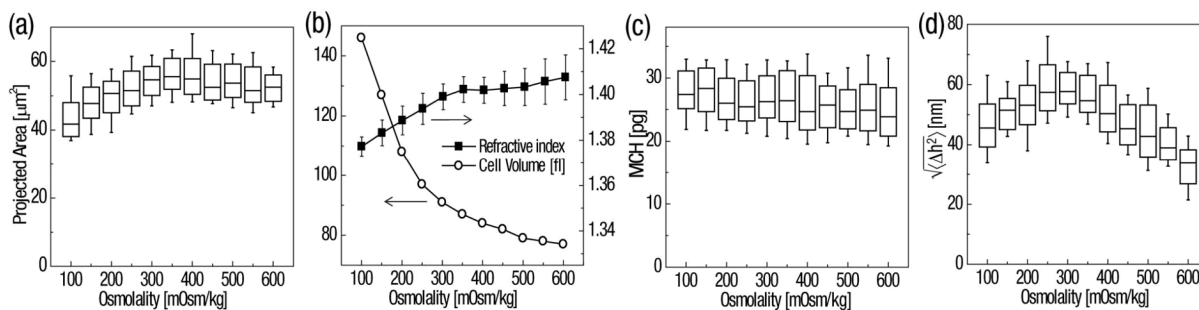 (a)
Projected Area [μm²]
60
40
20
0
100 200 300 400 500 600
Osmolality [mOsm/kg]
(b)
140
120
100
80
1.42
1.40
1.38
1.36
1.34
Refractive index
Cell Volume [fl]
100 200 300 400 500 600
Osmolality [mOsm/kg]
(c)
MCH [pg]
30
20
10
0
100 200 300 400 500 600
Osmolality [mOsm/kg]
(d)
√⟨Δh²⟩ [nm]
80
60
40
20
0
100 200 300 400 500 600
Osmolality [mOsm/kg]